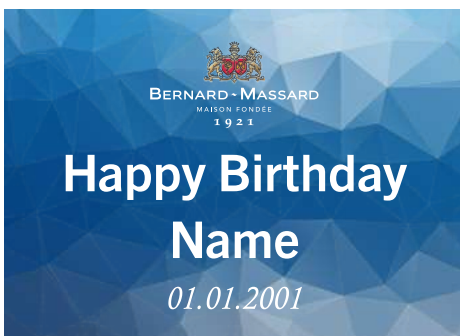 BERNARD-MASSARD
MAISON FONDÉE
1921
Happy Birthday
Name
01.01.2001